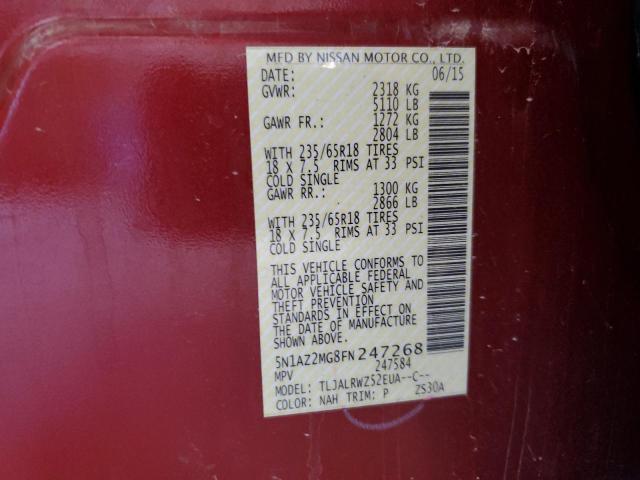 MFD BY NISSAN MOTOR CO., LTD.
DATE: 06/15
GVWR: 2318 KG
5110 LB
GAWR FR.: 1272 KG
2804 LB
WITH 235/65R18 TIRES
18 X 7.5 RIMS AT 33 PSI
COLD SINGLE
GAWR RR.: 1300 KG
2866 LB
WITH 235/65R18 TIRES
18 X 7.5 RIMS AT 33 PSI
COLD SINGLE
THIS VEHICLE CONFORMS TO
ALL APPLICABLE FEDERAL
MOTOR VEHICLE SAFETY AND
THEFT PREVENTION
STANDARDS IN EFFECT ON
THE DATE OF MANUFACTURE
SHOWN ABOVE.
5N1AZ2MG8FN247268
MPV 247584
MODEL: TLJALRWZ52EUA--C--
COLOR: NAH TRIM: P ZS30A